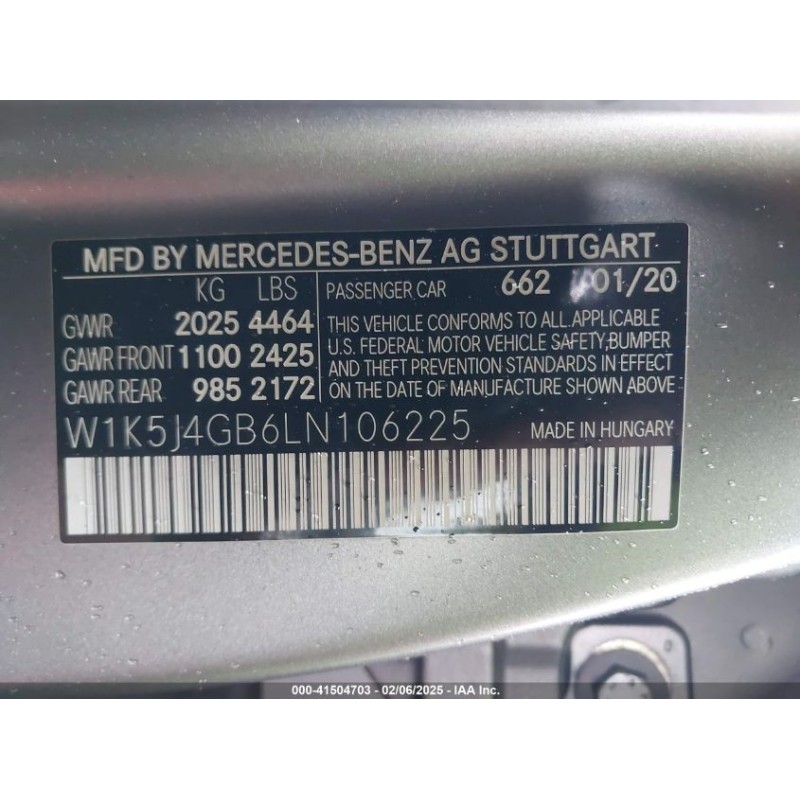 MFD BY MERCEDES-BENZ AG STUTTGART
KG LBS
GVWR 2025 4464
GAWR FRONT 1100 2425
GAWR REAR 985 2172
PASSENGER CAR 662 01/20
THIS VEHICLE CONFORMS TO ALL APPLICABLE
U.S. FEDERAL MOTOR VEHICLE SAFETY,BUMPER
AND THEFT PREVENTION STANDARDS IN EFFECT
ON THE DATE OF MANUFACTURE SHOWN ABOVE
W1K5J4GB6LN106225 MADE IN HUNGARY
000-41504703 - 02/06/2025 - IAA Inc.